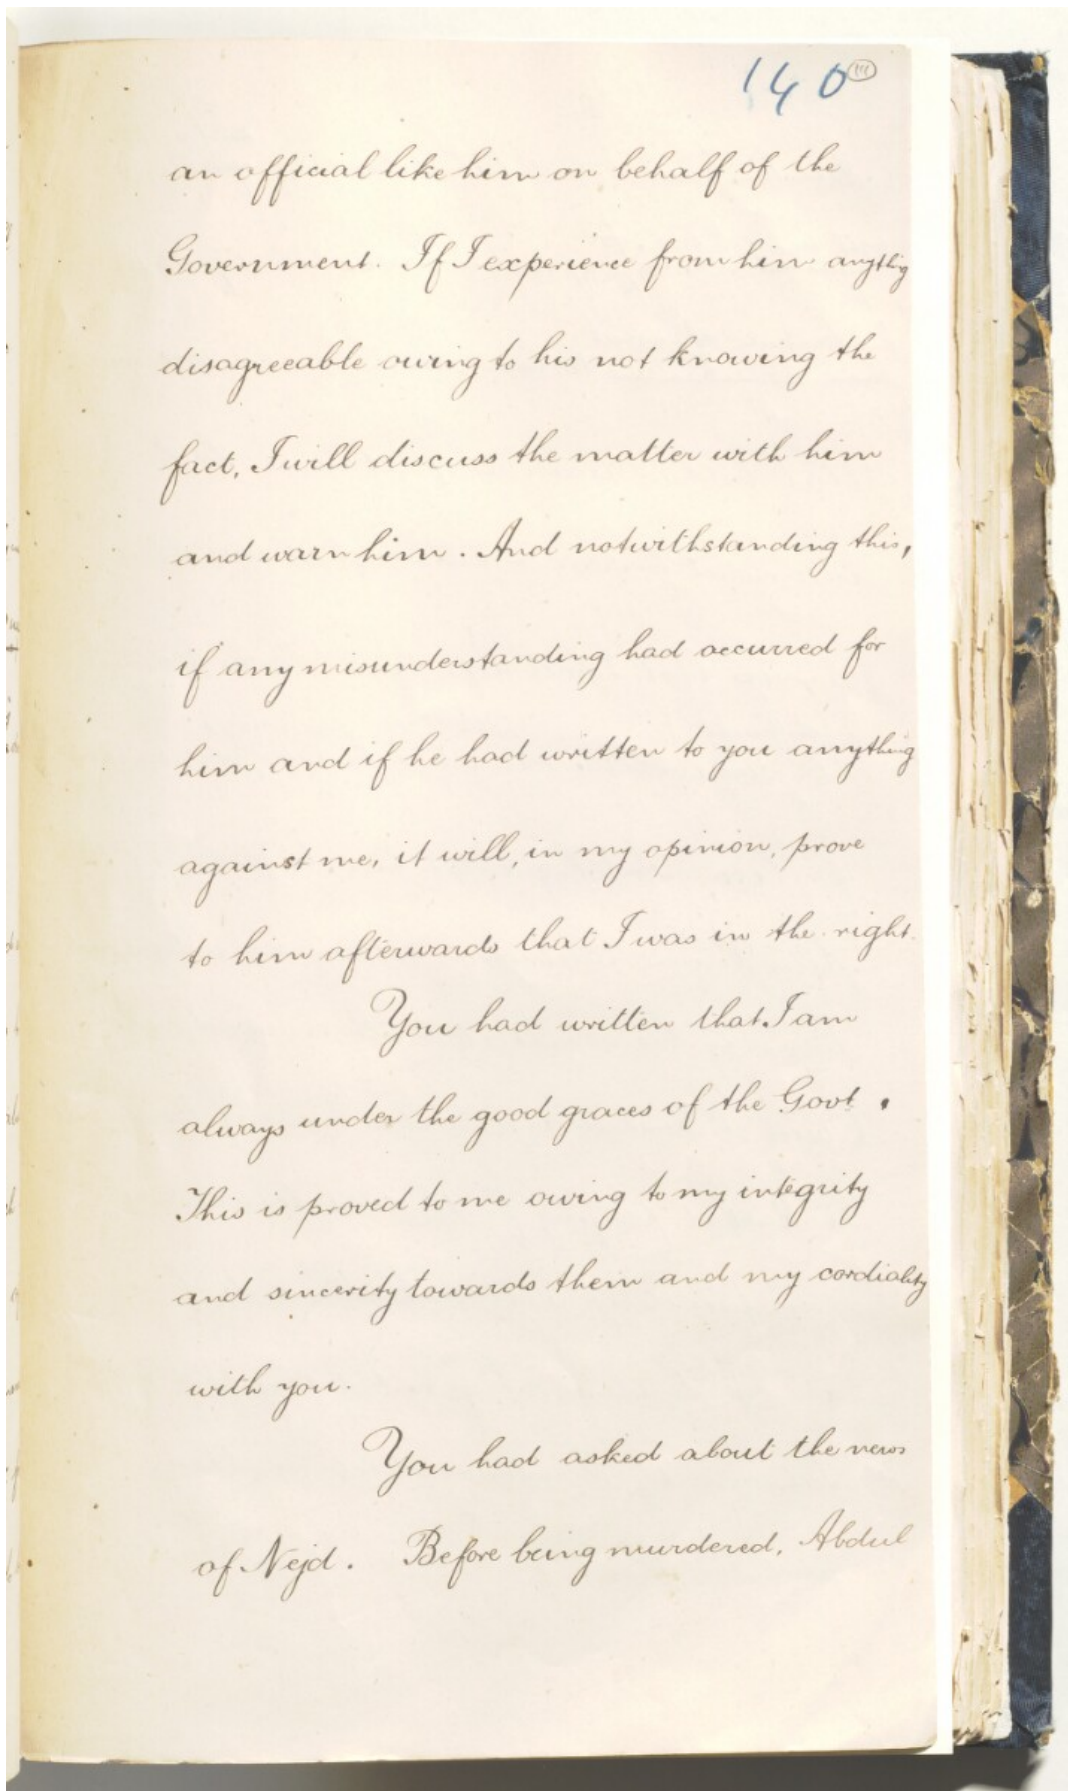 140
an official like him on behalf of the
Government. If I experience from him anything
disagreeable owing to his not knowing the
fact, I will discuss the matter with him
and warn him. And notwithstanding this,
if any misunderstanding had occurred for
him and if he had written to you anything
against me, it will, in my opinion, prove
to him afterwards that I was in the right.
You had written that I am
always under the good graces of the Govt.
This is proved to me owing to my integrity
and sincerity towards them and my cordiality
with you.
You had asked about the news
of Nejd. Before being murdered, Abdul